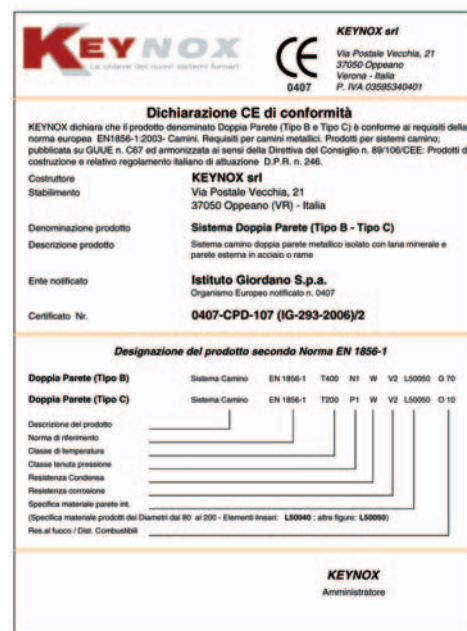 KEYNOX
La chiave dei nuovi sistemi fumari
CE
0407
KEYNOX srl
Via Postale Vecchia, 21
37050 Oppeano
Verona - Italia
P. IVA 03595340401
Dichiarazione CE di conformità
KEYNOX dichiara che il prodotto denominato Doppia Parete (Tipo B e Tipo C) è conforme ai requisiti della
norma europea EN1856-1:2003- Camini. Requisiti per camini metallici. Prodotti per sistemi camino;
pubblicata su GUUE n. C67 ed armonizzata ai sensi della Direttiva del Consiglio n. 89/106/CEE: Prodotti d
costruzione e relativo regolamento italiano di attuazione D.P.R. n. 246.
Costruttore KEYNOX srl
Stabilimento Via Postale Vecchia, 21
37050 Oppeano (VR) - Italia
Denominazione prodotto Sistema Doppia Parete (Tipo B - Tipo C)
Descrizione prodotto Sistema camino doppia parete metallico isolato con lana minerale e
parete esterna in acciaio o rame
Ente notificato Istituto Giordano S.p.a.
Organismo Europeo notificato n. 0407
Certificato Nr. 0407-CPD-107 (IG-293-2006)/2
Designazione del prodotto secondo Norma EN 1856-1
Doppia Parete (Tipo B) Sistema Camino EN 1856-1 T400 N1 W V2 L50050 G 70
Doppia Parete (Tipo C) Sistema Camino EN 1856-1 T200 P1 W V2 L50050 O 10
Descrizione del prodotto
Norma di riferimento
Classe di temperatura
Classe tenuta pressione
Resistenza Condensa
Resistenza corrosione
Specifica materiale parete int.
(Specifica materiale prodotti dei Diametri dal 80 al 200 - Elementi lineari: L50040 ; altre figure: L50050)
Res.al fuoco / Dist. Combustibili
KEYNOX
Amministratore